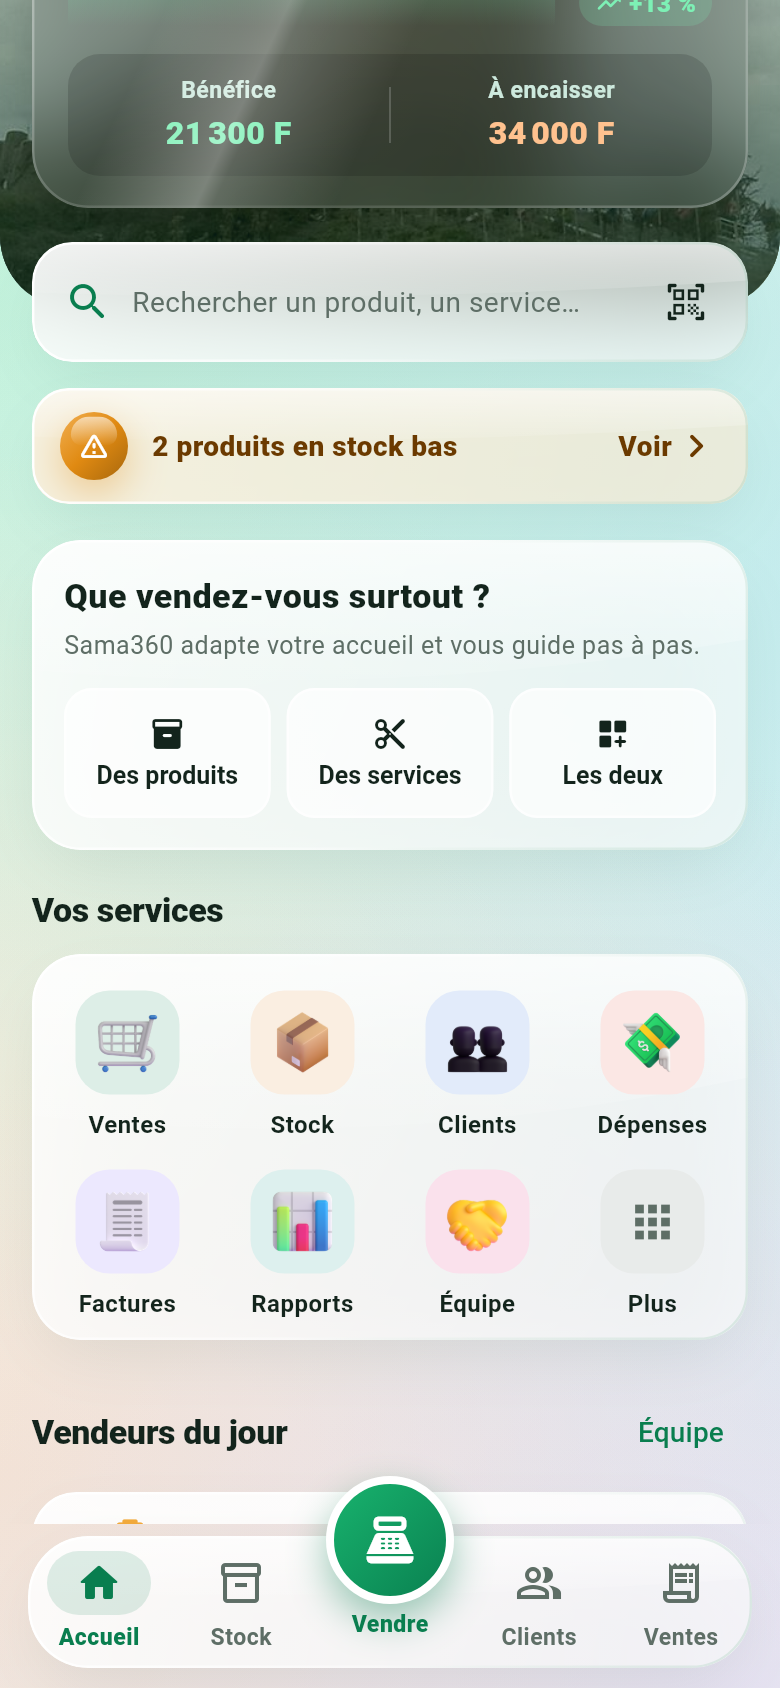 +13 %
Bénéfice
À encaisser
21 300 F
34 000 F
Rechercher un produit, un service…
2 produits en stock bas
Voir
Que vendez-vous surtout ?
Sama360 adapte votre accueil et vous guide pas à pas.
Des produits
Des services
Les deux
Vos services
Ventes
Stock
Clients
Dépenses
Factures
Rapports
Équipe
Plus
Vendeurs du jour
Équipe
Accueil
Stock
Vendre
Clients
Ventes